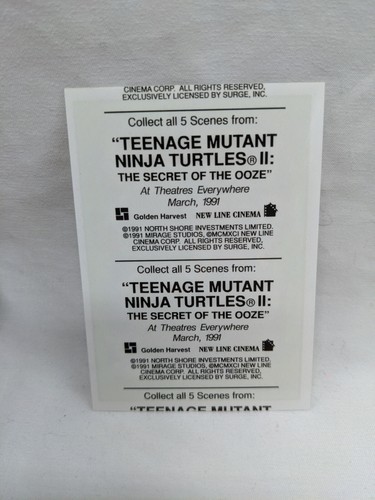 CINEMA CORP. ALL RIGHTS RESERVED,
EXCLUSIVELY LICENSED BY SURGE, INC.
Collect all 5 Scenes from:
"TEENAGE MUTANT
NINJA TURTLES® II:
THE SECRET OF THE OOZE"
At Theatres Everywhere
March, 1991
Golden Harvest NEW LINE CINEMA
©1991 NORTH SHORE INVESTMENTS LIMITED.
©1991 MIRAGE STUDIOS, ©MCMXCI NEW LINE
CINEMA CORP. ALL RIGHTS RESERVED,
EXCLUSIVELY LICENSED BY SURGE, INC.
Collect all 5 Scenes from:
"TEENAGE MUTANT
NINJA TURTLES® II:
THE SECRET OF THE OOZE"
At Theatres Everywhere
March, 1991
Golden Harvest NEW LINE CINEMA
©1991 NORTH SHORE INVESTMENTS LIMITED.
©1991 MIRAGE STUDIOS, ©MCMXCI NEW LINE
CINEMA CORP. ALL RIGHTS RESERVED,
EXCLUSIVELY LICENSED BY SURGE, INC.
Collect all 5 Scenes from:
"TEENAGE MUTANT